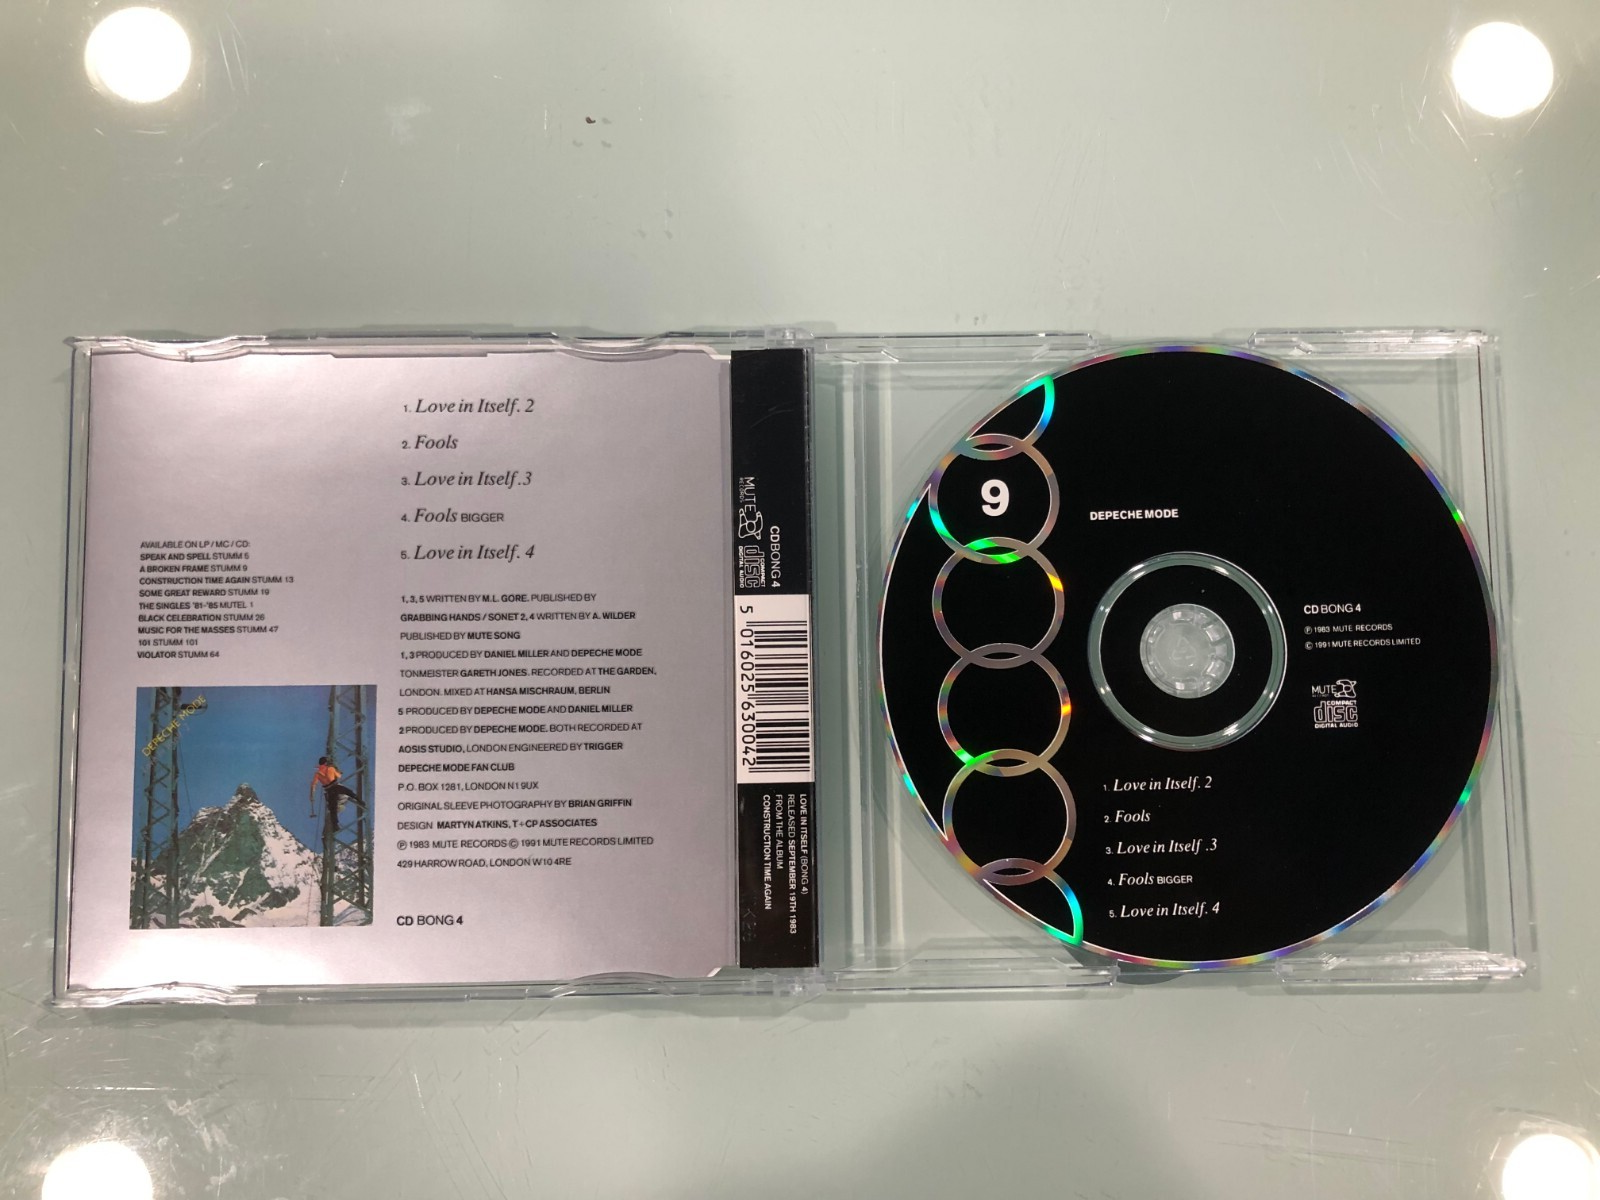 1. Love in Itself. 2
2. Fools
3. Love in Itself.3
4. Fools BIGGER
5. Love in Itself. 4
AVAILABLE ON LP / MC / CD:
SPEAK AND SPELL STUMM 5
A BROKEN FRAME STUMM 9
CONSTRUCTION TIME AGAIN STUMM 13
SOME GREAT REWARD STUMM 19
THE SINGLES '81-'85 MUTEL 1
BLACK CELEBRATION STUMM 26
MUSIC FOR THE MASSES STUMM 47
101 STUMM 101
VIOLATOR STUMM 64
DEPECHE MODE
1, 3, 5 WRITTEN BY M.L. GORE. PUBLISHED BY
GRABBING HANDS / SONET 2, 4 WRITTEN BY A. WILDER
PUBLISHED BY MUTE SONG
1, 3 PRODUCED BY DANIEL MILLER AND DEPECHE MODE
TONMEISTER GARETH JONES. RECORDED AT THE GARDEN,
LONDON. MIXED AT HANSA MISCHRAUM, BERLIN
5 PRODUCED BY DEPECHE MODE AND DANIEL MILLER
2 PRODUCED BY DEPECHE MODE. BOTH RECORDED AT
AOSIS STUDIO, LONDON ENGINEERED BY TRIGGER
DEPECHE MODE FAN CLUB
P.O. BOX 1281, LONDON N1 9UX
ORIGINAL SLEEVE PHOTOGRAPHY BY BRIAN GRIFFIN
DESIGN MARTYN ATKINS, T+CP ASSOCIATES
Ⓟ 1983 MUTE RECORDS © 1991 MUTE RECORDS LIMITED
429 HARROW ROAD, LONDON W10 4RE
CD BONG 4
MUTE
RECORDS
COMPACT
disc
DIGITAL AUDIO
CDBONG 4
5 016025 630042
LOVE IN ITSELF (BONG 4)
RELEASED SEPTEMBER 19TH 1983
FROM THE ALBUM
CONSTRUCTION TIME AGAIN
9
DEPECHE MODE
CD BONG 4
Ⓟ 1983 MUTE RECORDS
© 1991 MUTE RECORDS LIMITED
MUTE
RECORDS
COMPACT
disc
DIGITAL AUDIO
1. Love in Itself. 2
2. Fools
3. Love in Itself .3
4. Fools BIGGER
5. Love in Itself. 4